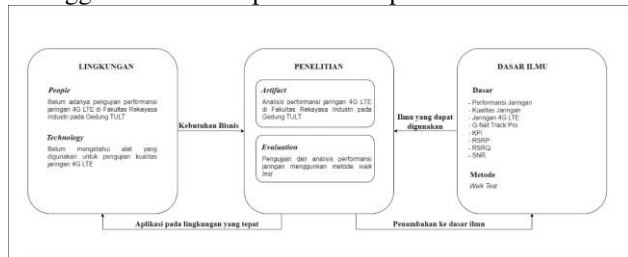 LINGKUNGAN
People
Belum adanya pengujian performansi
jaringan 4G LTE di Fakultas Rekayasa
Industri pada Gedung TULT
Technology
Belum mengetahui alat yang
digunakan untuk pengujian kualitas
jaringan 4G LTE
Kebutuhan Bisnis
PENELITIAN
Artifact
Analisis performansi jaringan 4G LTE
di Fakultas Rekayasa Industri pada
Gedung TULT
Evaluation
Pengujian dan analisis performansi
jaringan menggunkan metode walk
test
Ilmu yang dapat
digunakan
DASAR ILMU
Dasar
- Performansi Jaringan
- Kualitas Jaringan
- Jaringan 4G LTE
- G-Net Track Pro
- KPI
- RSRP
- RSRQ
- SNR
Metode
Walk Test
Aplikasi pada lingkungan yang tepat
Penambahan ke dasar ilmu